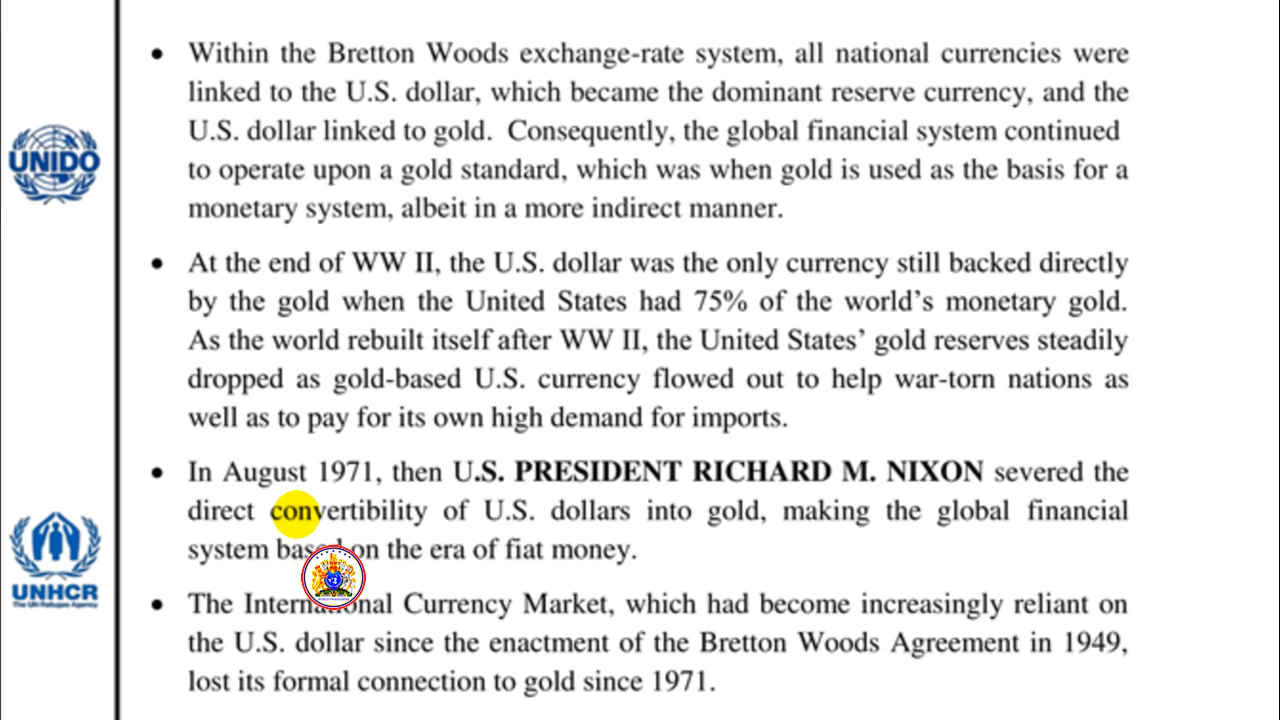 • Within the Bretton Woods exchange-rate system, all national currencies were
linked to the U.S. dollar, which became the dominant reserve currency, and the
U.S. dollar linked to gold. Consequently, the global financial system continued
to operate upon a gold standard, which was when gold is used as the basis for a
monetary system, albeit in a more indirect manner.
UNIDO
• At the end of WW II, the U.S. dollar was the only currency still backed directly
by the gold when the United States had 75% of the world's monetary gold.
As the world rebuilt itself after WW II, the United States' gold reserves steadily
dropped as gold-based U.S. currency flowed out to help war-torn nations as
well as to pay for its own high demand for imports.
• In August 1971, then U.S. PRESIDENT RICHARD M. NIXON severed the
direct convertibility of U.S. dollars into gold, making the global financial
system based on the era of fiat money.
UNHCR
The UN Refugee Agency
• The International Currency Market, which had become increasingly reliant on
the U.S. dollar since the enactment of the Bretton Woods Agreement in 1949,
lost its formal connection to gold since 1971.